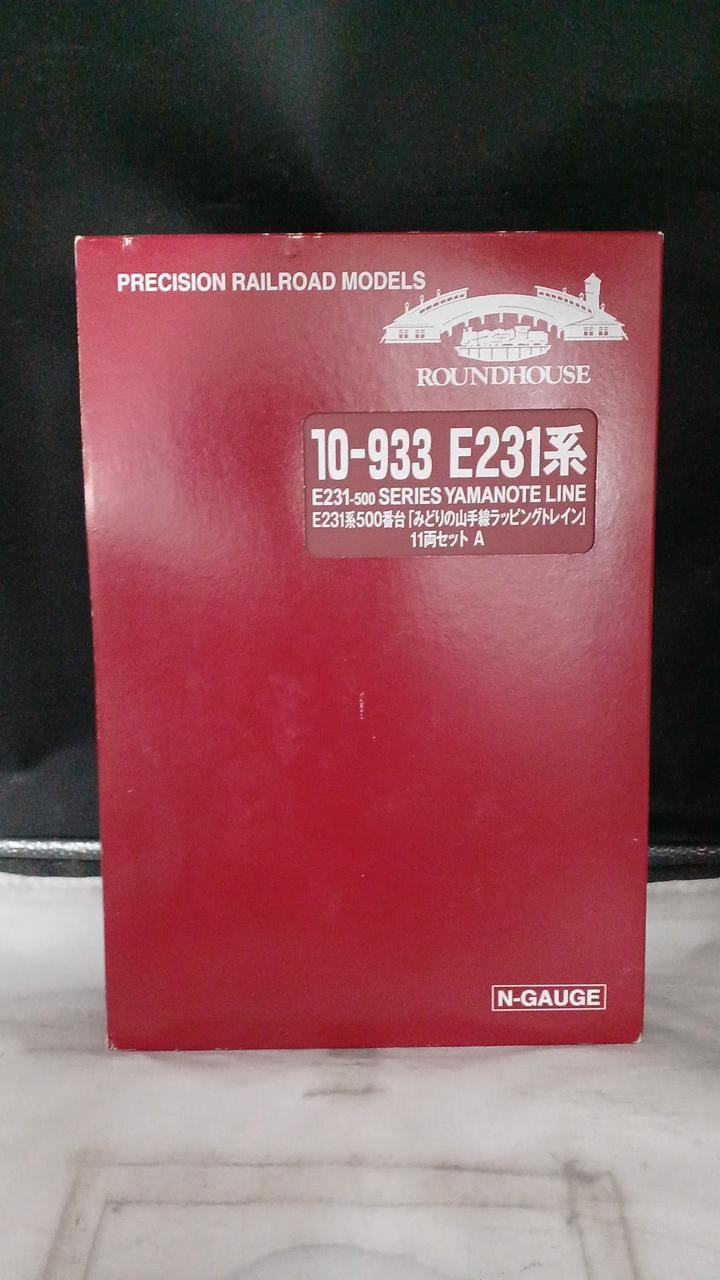 PRECISION RAILROAD MODELS
ROUNDHOUSE
10-933 E231系
E231-500 SERIES YAMANOTE LINE
E231系500番台「みどりの山手線ラッピングトレイン」
11両セット A
N-GAUGE